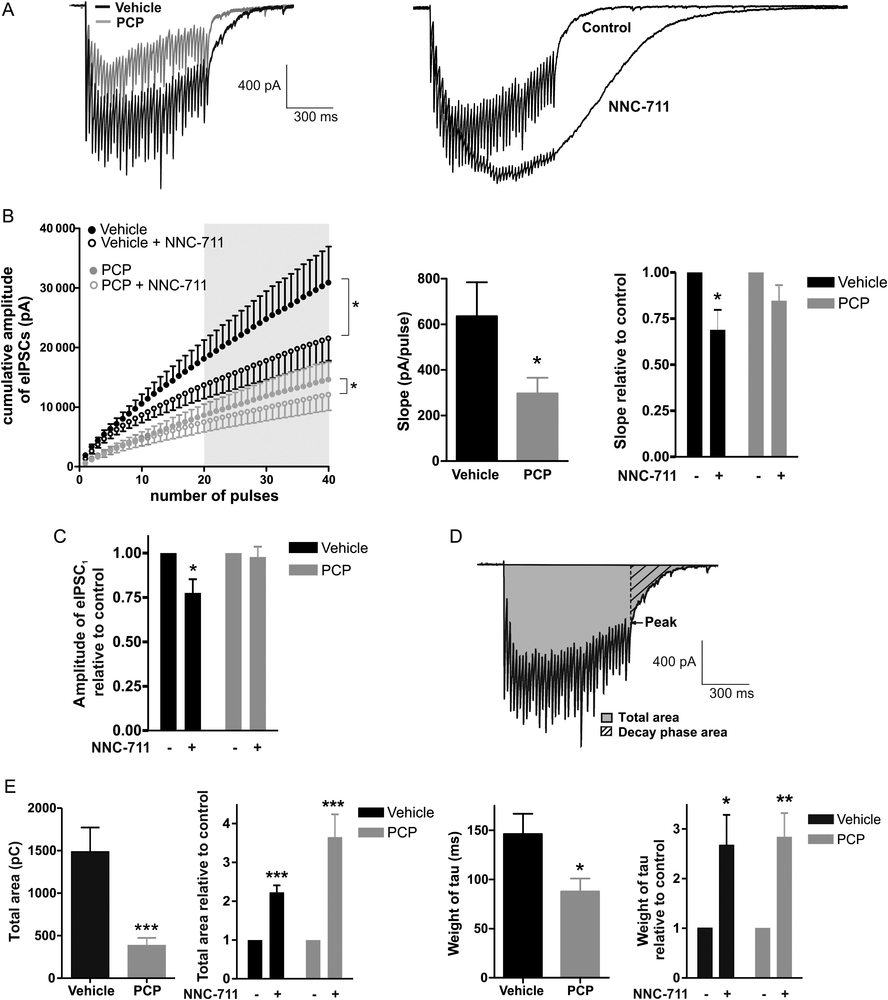 A
Vehicle
PCP
400 pA
300 ms
Control
NNC-711
B
cumulative amplitude
of eIPSCs (pA)
40 000
30 000
20 000
10 000
0
Vehicle
Vehicle + NNC-711
PCP
PCP + NNC-711
*
*
0 10 20 30 40
number of pulses
Slope (pA/pulse)
800
600
400
200
0
*
Vehicle PCP
Slope relative to control
1.00
0.75
0.50
0.25
0.00
*
NNC-711 - + - +
Vehicle
PCP
C
Amplitude of eIPSC1
relative to control
1.00
0.75
0.50
0.25
0.00
*
NNC-711 - + - +
Vehicle
PCP
D
Peak
400 pA
300 ms
Total area
Decay phase area
E
Total area (pC)
2000
1500
1000
500
0
***
Vehicle PCP
Total area relative to control
4
3
2
1
0
***
***
NNC-711 - + - +
Vehicle
PCP
Weight of tau (ms)
150
100
50
0
*
Vehicle PCP
Weight of tau
relative to control
3
2
1
0
*
**
NNC-711 - + - +
Vehicle
PCP